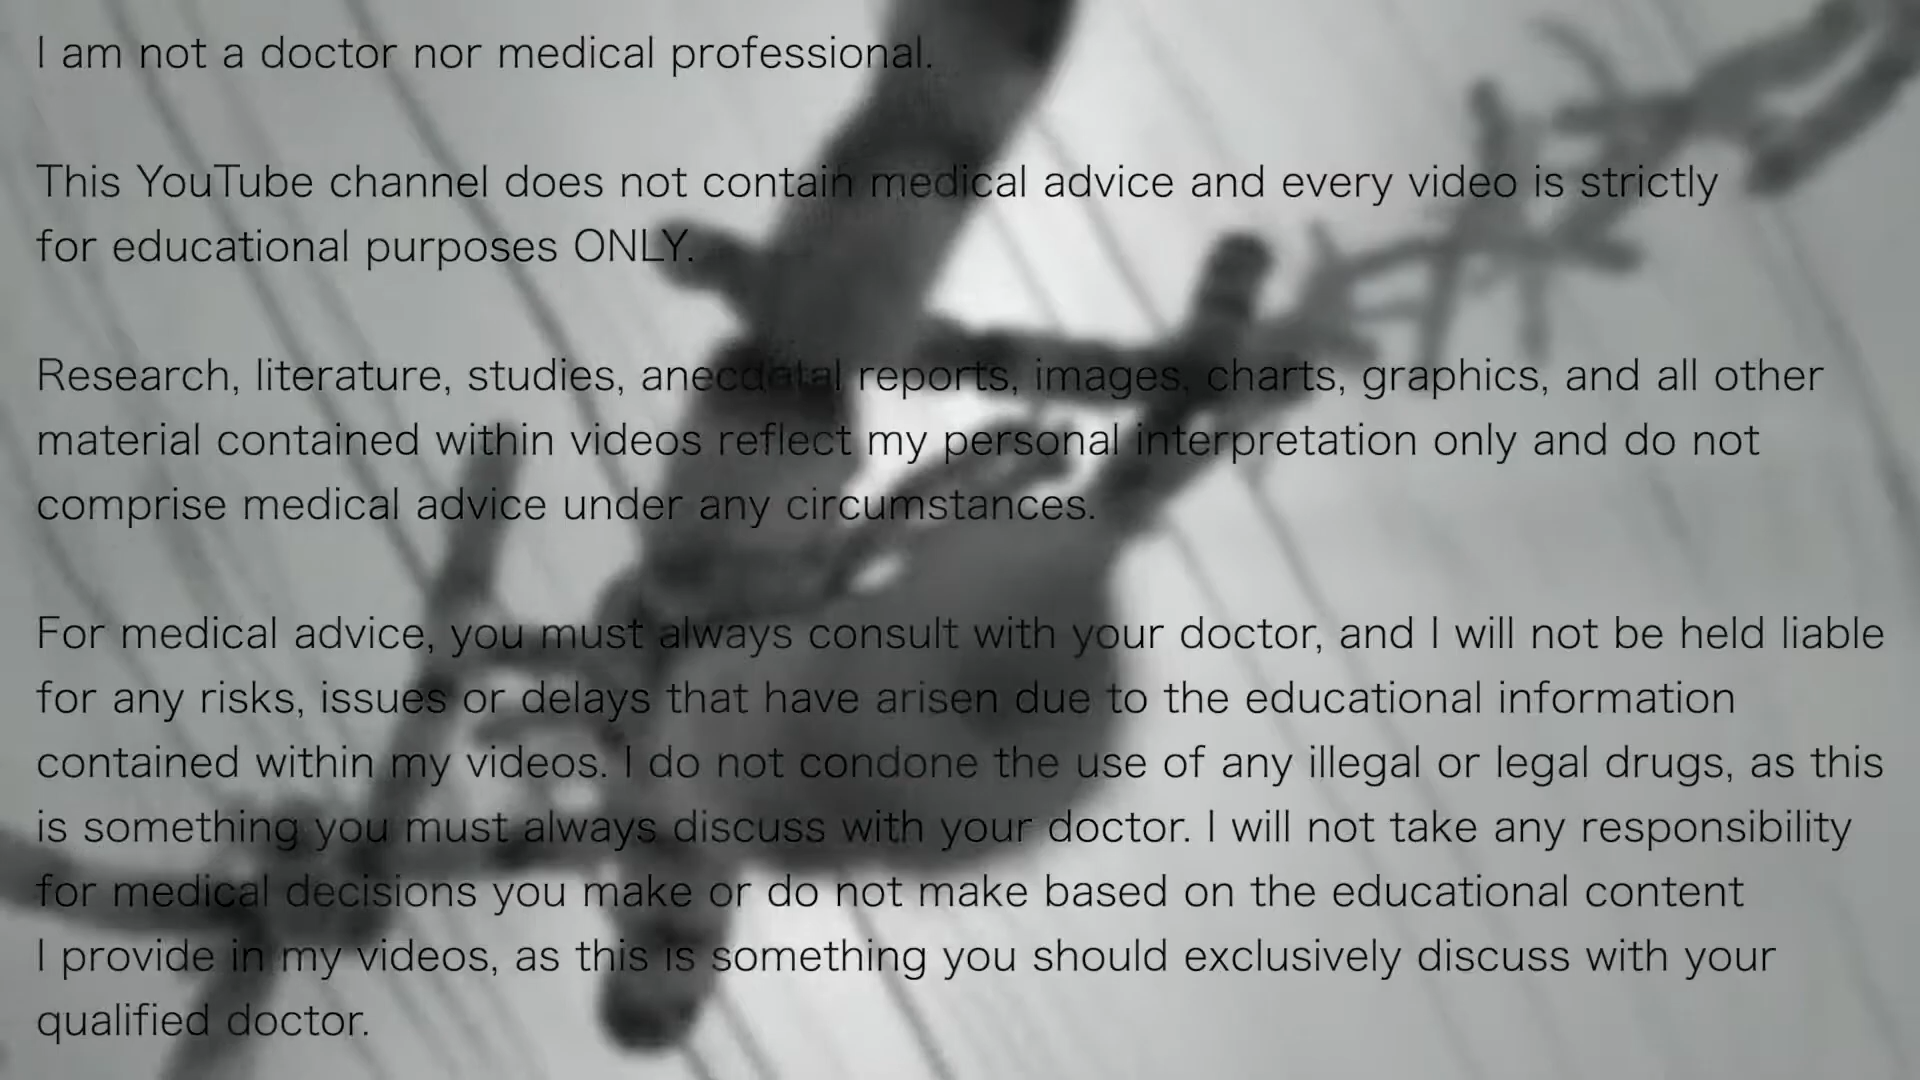 I am not a doctor nor medical professional.
This YouTube channel does not contain medical advice and every video is strictly
for educational purposes ONLY.
Research, literature, studies, anecdotal reports, images, charts, graphics, and all other
material contained within videos reflect my personal interpretation only and do not
comprise medical advice under any circumstances.
For medical advice, you must always consult with your doctor, and I will not be held liable
for any risks, issues or delays that have arisen due to the educational information
contained within my videos. I do not condone the use of any illegal or legal drugs, as this
is something you must always discuss with your doctor. I will not take any responsibility
for medical decisions you make or do not make based on the educational content
I provide in my videos, as this is something you should exclusively discuss with your
qualified doctor.